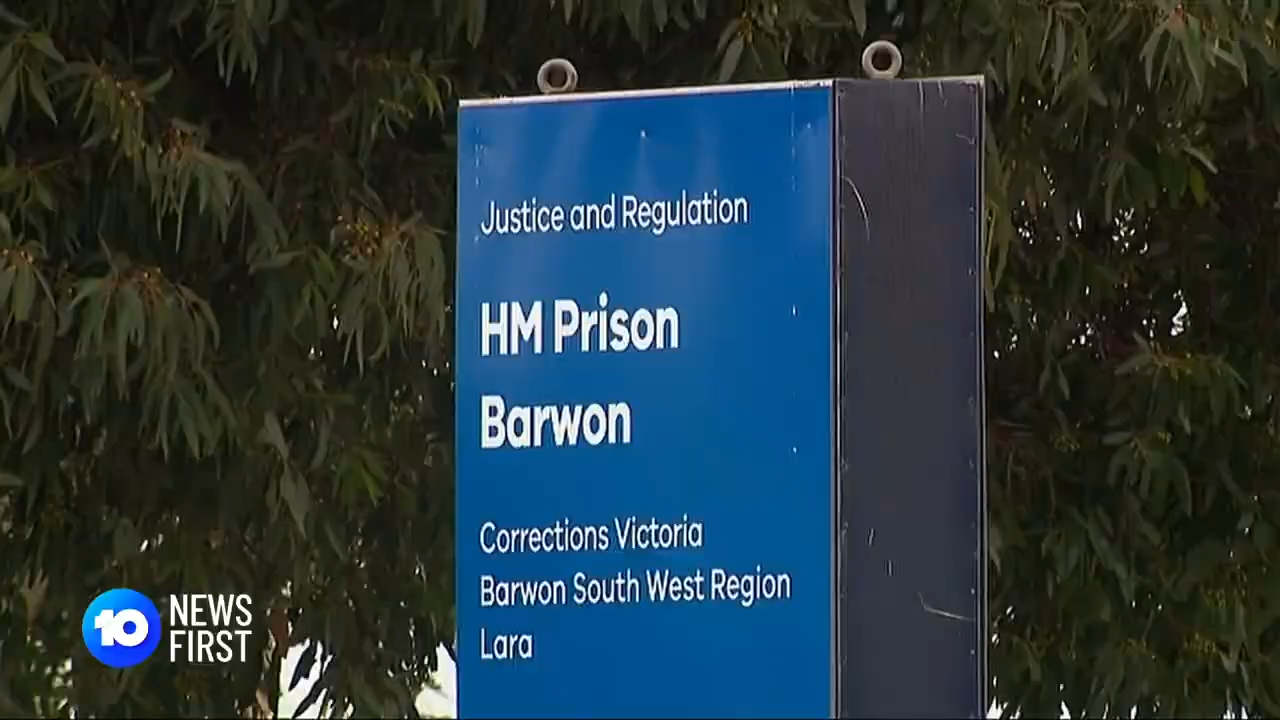 Justice and Regulation
HM Prison
Barwon
Corrections Victoria
Barwon South West Region
Lara
10 NEWS
FIRST